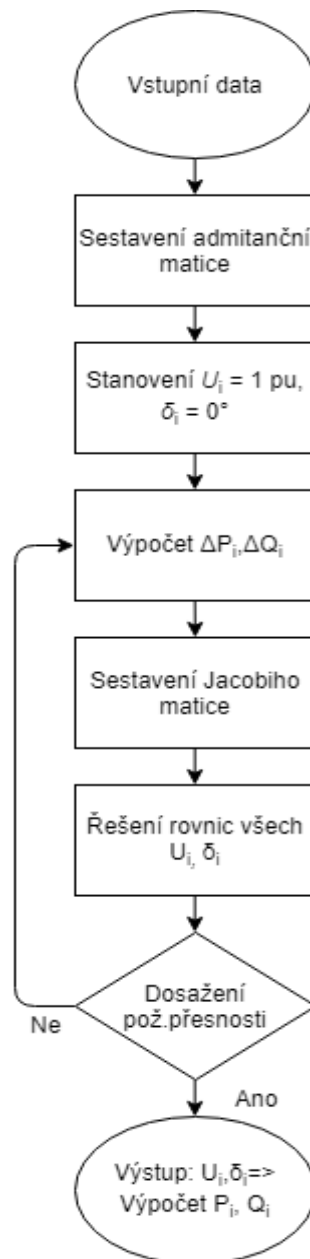 Vstupní data
Sestavení admitanční
matice
Stanovení Uᵢ = 1 pu,
δᵢ = 0°
Výpočet ΔPᵢ,ΔQᵢ
Sestavení Jacobiho
matice
Řešení rovnic všech
Uᵢ, δᵢ
Dosažení
pož.přesnosti
Ne
Ano
Výstup: Uᵢ,δᵢ=>
Výpočet Pᵢ, Qᵢ